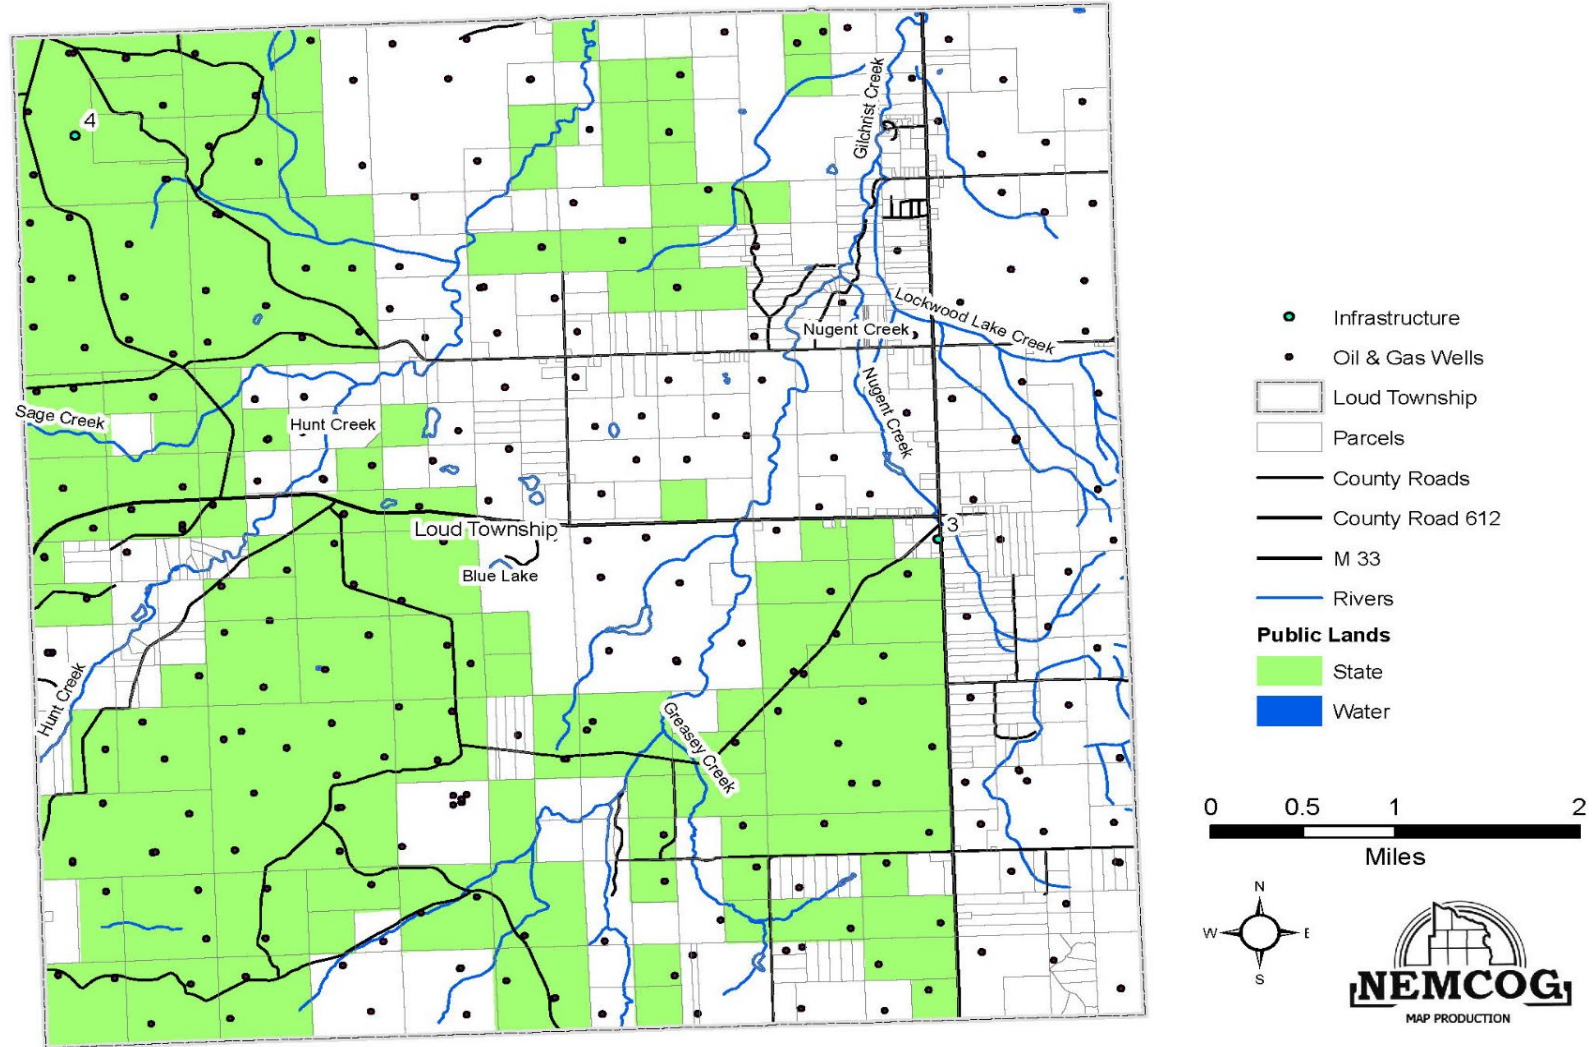 4
Gilchrist Creek
Lockwood Lake Creek
Nugent Creek
Nugent Creek
Sage Creek
Hunt Creek
Loud Township
3
Blue Lake
Hunt Creek
Greasey Creek
Infrastructure
Oil & Gas Wells
Loud Township
Parcels
County Roads
County Road 612
M 33
Rivers
Public Lands
State
Water
0 0.5 1 2
Miles
N
W E
S
NEMCOG
MAP PRODUCTION